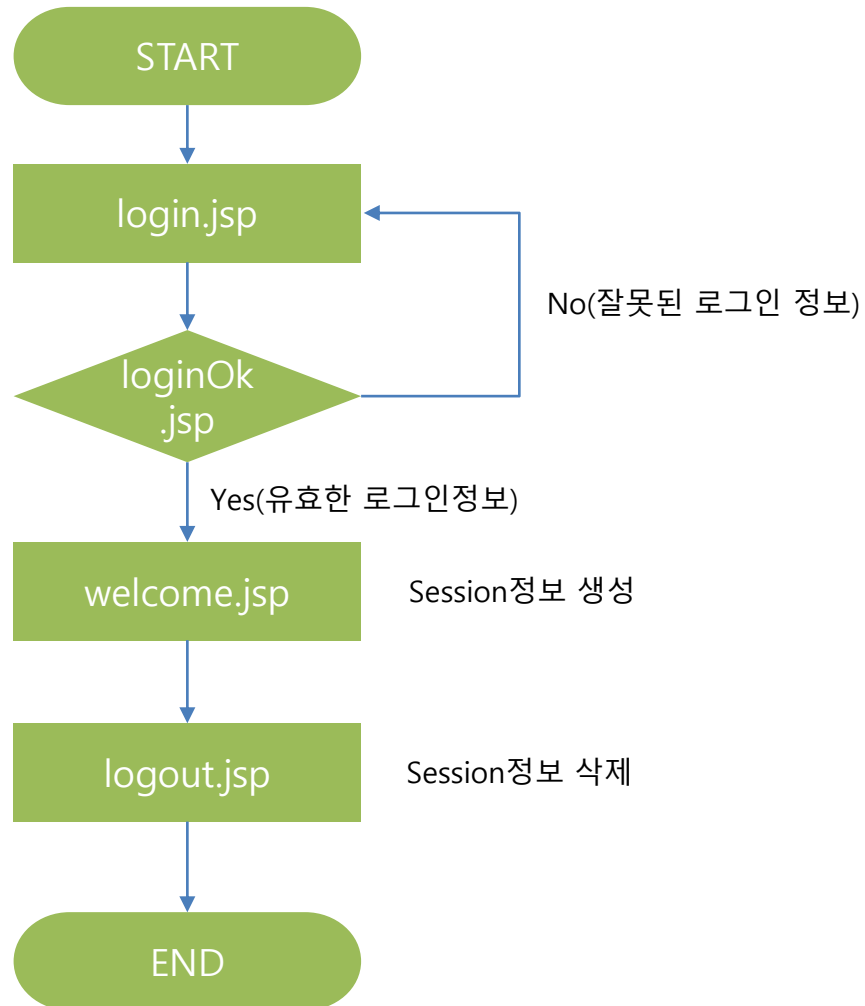 START
login.jsp
No(잘못된 로그인 정보)
loginOk
.jsp
Yes(유효한 로그인정보)
welcome.jsp
Session정보 생성
logout.jsp
Session정보 삭제
END